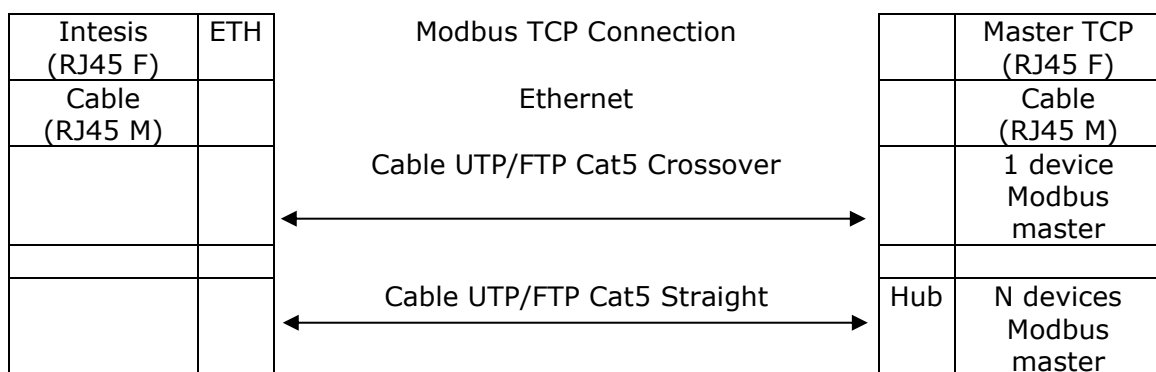 Intesis ETH Modbus TCP Connection Master TCP
(RJ45 F) (RJ45 F)
Cable Ethernet Cable
(RJ45 M) (RJ45 M)
Cable UTP/FTP Cat5 Crossover 1 device
Modbus
master
Cable UTP/FTP Cat5 Straight Hub N devices
Modbus
master